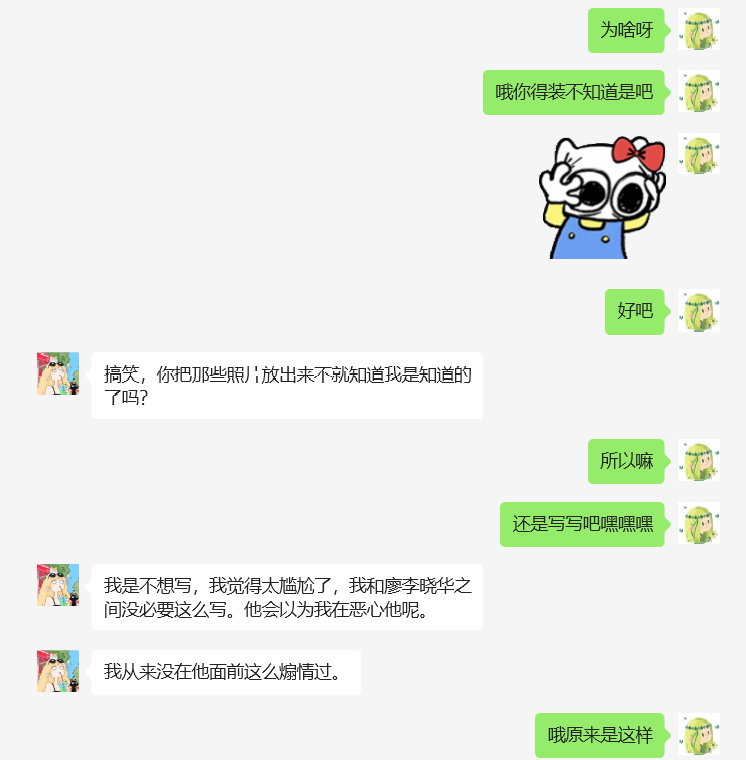 为啥呀
哦你得装不知道是吧
好吧
搞笑，你把那些照片放出来不就知道我是知道的
了吗？
所以嘛
还是写写吧嘿嘿嘿
我是不想写，我觉得太尴尬了，我和廖李晓华之
间没必要这么写。他会以为我在恶心他呢。
我从来没在他面前这么煽情过。
哦原来是这样